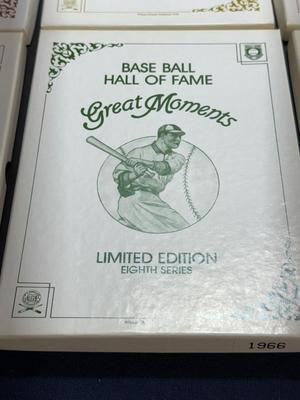 BASE BALL
HALL OF FAME
Great Moments
LIMITED EDITION
EIGHTH SERIES
1966